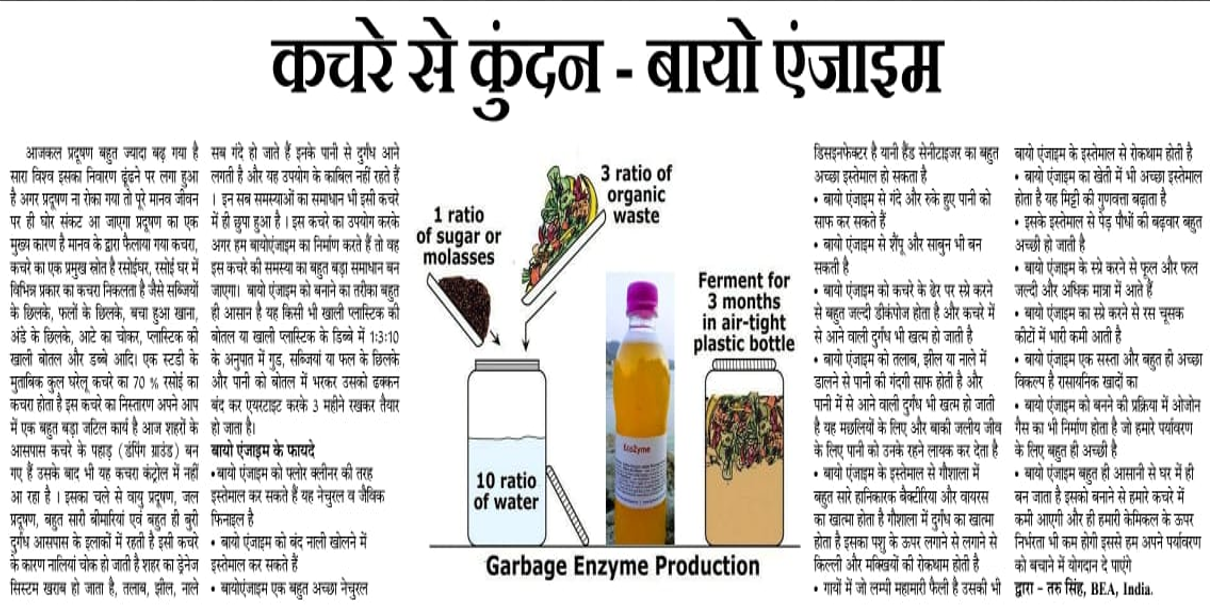 कचरे से कुंदन - बायो एंजाइम
आजकल प्रदूषण बहुत ज्यादा बढ़ गया है
सारा विश्व इसका निवारण ढूंढने पर लगा हुआ
है अगर प्रदूषण ना रोका गया तो पूरे मानव जीवन
पर ही घोर संकट आ जाएगा प्रदूषण का एक
मुख्य कारण है मानव के द्वारा फैलाया गया कचरा,
कचरे का एक प्रमुख स्रोत है रसोईघर, रसोई घर में
विभिन्न प्रकार का कचरा निकलता है जैसे सब्जियों
के छिलके, फलों के छिलके, बचा हुआ खाना,
अंडे के छिलके, आटे का चोकर, प्लास्टिक की
खाली बोतल और डब्बे आदि। एक स्टडी के
मुताबिक कुल घरेलू कचरे का 70 % रसोई का
कचरा होता है इस कचरे का निस्तारण अपने आप
में एक बहुत बड़ा जटिल कार्य है आज शहरों के
आसपास कचरे के पहाड़ (डंपिंग ग्राउंड) बन
गए हैं उसके बाद भी यह कचरा कंट्रोल में नहीं
आ रहा है । इसका चले से वायु प्रदूषण, जल
प्रदूषण, बहुत सारी बीमारियां एवं बहुत ही बुरी
दुर्गंध आसपास के इलाकों में रहती है इसी कचरे
के कारण नालियां चोक हो जाती है शहर का ड्रेनेज
सिस्टम खराब हो जाता है, तलाब, झील, नाले
सब गंदे हो जाते हैं इनके पानी से दुर्गंध आने
लगती है और यह उपयोग के काबिल नहीं रहते हैं
। इन सब समस्याओं का समाधान भी इसी कचरे
में ही छुपा हुआ है । इस कचरे का उपयोग करके
अगर हम बायोएंजाइम का निर्माण करते हैं तो वह
इस कचरे की समस्या का बहुत बड़ा समाधान बन
जाएगा। बायो एंजाइम को बनाने का तरीका बहुत
ही आसान है यह किसी भी खाली प्लास्टिक की
बोतल या खाली प्लास्टिक के डिब्बे में 1:3:10
के अनुपात में गुड, सब्जियां या फल के छिलके
और पानी को बोतल में भरकर उसको ढक्कन
बंद कर एयरटाइट करके 3 महीने रखकर तैयार
हो जाता है।
बायो एंजाइम के फायदे
•बायो एंजाइम को फ्लोर क्लीनर की तरह
इस्तेमाल कर सकते हैं यह नेचुरल व जैविक
फिनाइल है
• बायो एंजाइम को बंद नाली खोलने में
इस्तेमाल कर सकते हैं
• बायोएंजाइम एक बहुत अच्छा नेचुरल
1 ratio
of sugar or
molasses
3 ratio of
organic
waste
10 ratio
of water
EcoZyme
Ferment for
3 months
in air-tight
plastic bottle
Garbage Enzyme Production
डिसइनफेक्टर है यानी हैंड सेनीटाइजर का बहुत
अच्छा इस्तेमाल हो सकता है
• बायो एंजाइम से गंदे और रुके हुए पानी को
साफ कर सकते हैं
• बायो एंजाइम से शैंपू और साबुन भी बन
सकती है
• बायो एंजाइम को कचरे के ढेर पर स्प्रे करने
से बहुत जल्दी डीकंपोज होता है और कचरे में
से आने वाली दुर्गंध भी खत्म हो जाती है
• बायो एंजाइम को तलाब, झील या नाले में
डालने से पानी की गंदगी साफ होती है और
पानी में से आने वाली दुर्गंध भी खत्म हो जाती
है यह मछलियों के लिए और बाकी जलीय जीव
के लिए पानी को उनके रहने लायक कर देता है
• बायो एंजाइम के इस्तेमाल से गौशाला में
बहुत सारे हानिकारक बैक्टीरिया और वायरस
का खात्मा होता है गौशाला में दुर्गंध का खात्मा
होता है इसका पशु के ऊपर लगाने से लगाने से
किल्ली और मक्खियों की रोकथाम होती है
• गायों में जो लम्पी महामारी फैली है उसकी भी
बायो एंजाइम के इस्तेमाल से रोकथाम होती है
• बायो एंजाइम का खेती में भी अच्छा इस्तेमाल
होता है यह मिट्टी की गुणवत्ता बढ़ाता है
• इसके इस्तेमाल से पेड़ पौधों की बढ़वार बहुत
अच्छी हो जाती है
• बायो एंजाइम के स्प्रे करने से फूल और फल
जल्दी और अधिक मात्रा में आते हैं
• बायो एंजाइम का स्प्रे करने से रस चूसक
कीटों में भारी कमी आती है
• बायो एंजाइम एक सस्ता और बहुत ही अच्छा
विकल्प है रासायनिक खादों का
• बायो एंजाइम को बनने की प्रक्रिया में ओजोन
गैस का भी निर्माण होता है जो हमारे पर्यावरण
के लिए बहुत ही अच्छी है
• बायो एंजाइम बहुत ही आसानी से घर में ही
बन जाता है इसको बनाने से हमारे कचरे में
कमी आएगी और ही हमारी केमिकल के ऊपर
निर्भरता भी कम होगी इससे हम अपने पर्यावरण
को बचाने में योगदान दे पाएंगे
द्वारा – तरु सिंह, BEA, India.